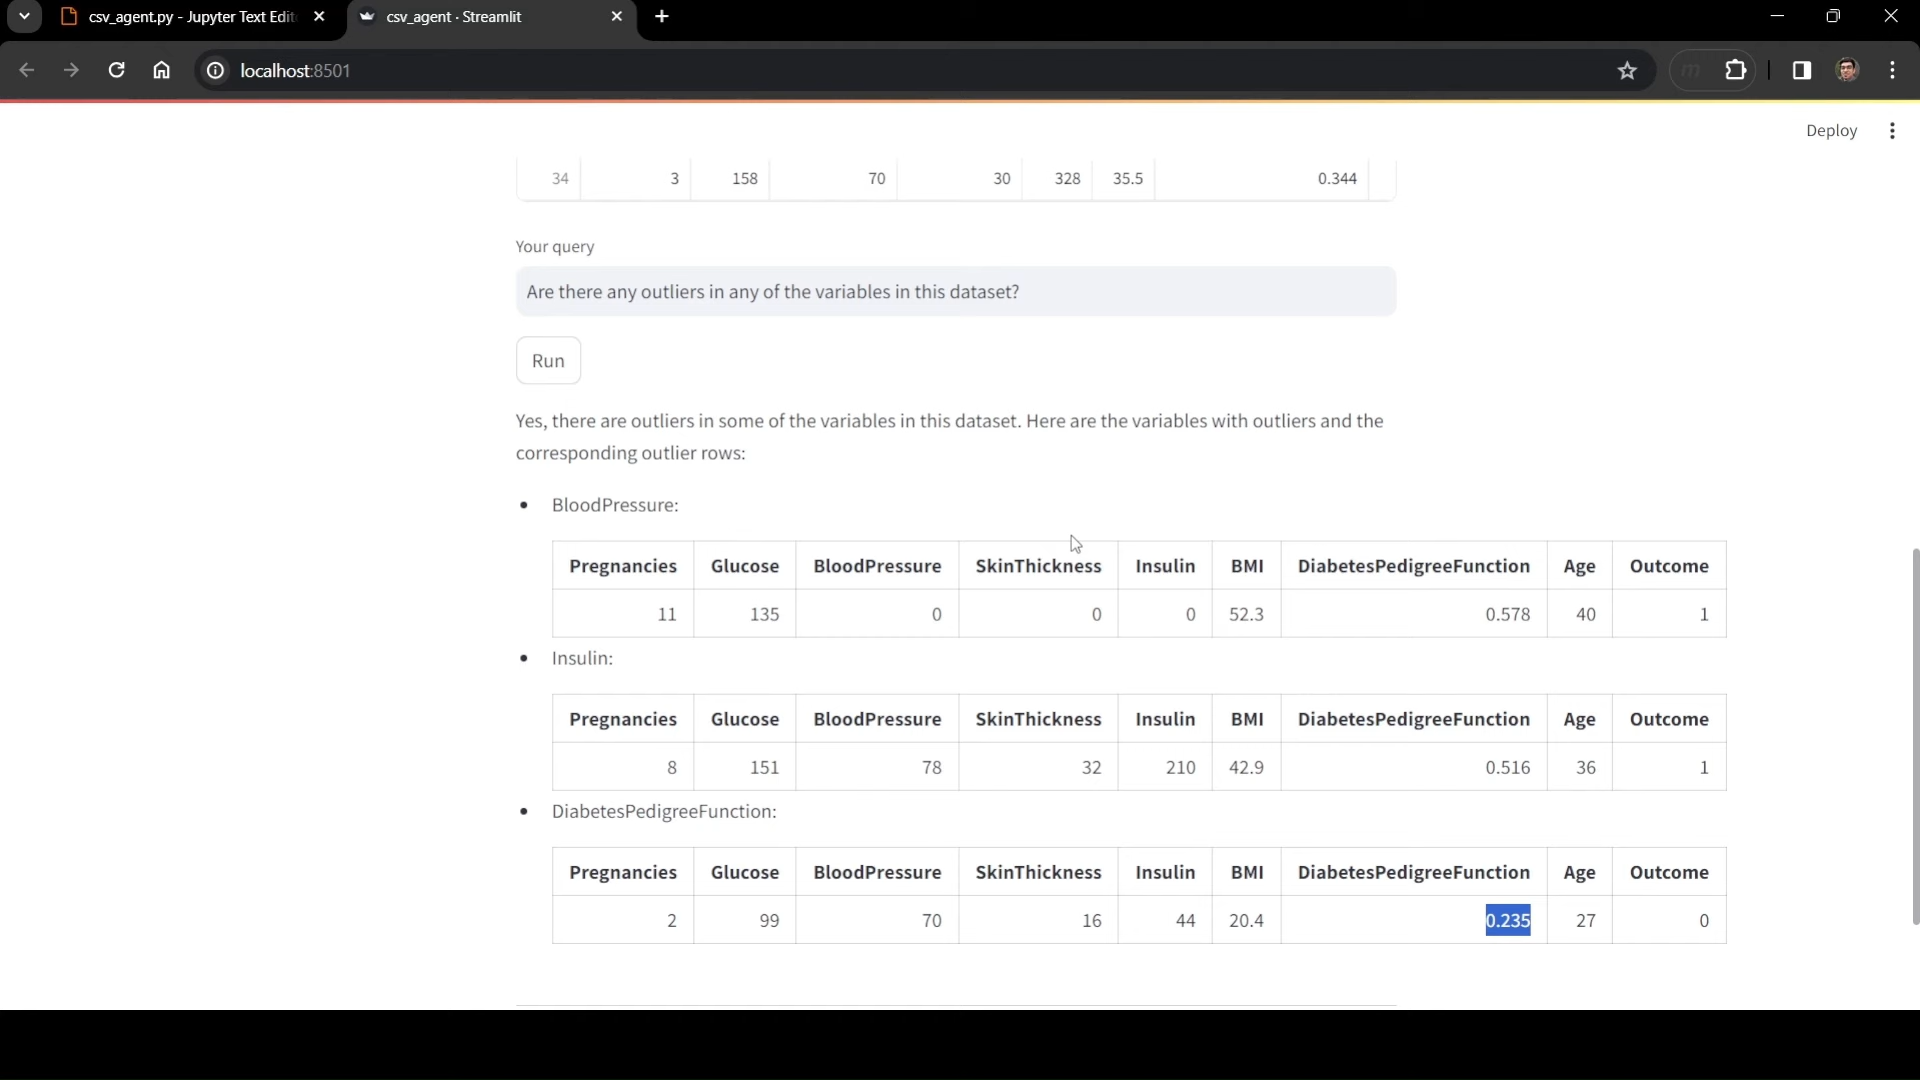 csv_agent.py - Jupyter Text Edit
csv_agent · Streamlit
localhost:8501
Deploy
34 3 158 70 30 328 35.5 0.344
Your query
Are there any outliers in any of the variables in this dataset?
Run
Yes, there are outliers in some of the variables in this dataset. Here are the variables with outliers and the
corresponding outlier rows:
• BloodPressure:
Pregnancies Glucose BloodPressure SkinThickness Insulin BMI DiabetesPedigreeFunction Age Outcome
11 135 0 0 0 52.3 0.578 40 1
• Insulin:
Pregnancies Glucose BloodPressure SkinThickness Insulin BMI DiabetesPedigreeFunction Age Outcome
8 151 78 32 210 42.9 0.516 36 1
• DiabetesPedigreeFunction:
Pregnancies Glucose BloodPressure SkinThickness Insulin BMI DiabetesPedigreeFunction Age Outcome
2 99 70 16 44 20.4 0.235 27 0